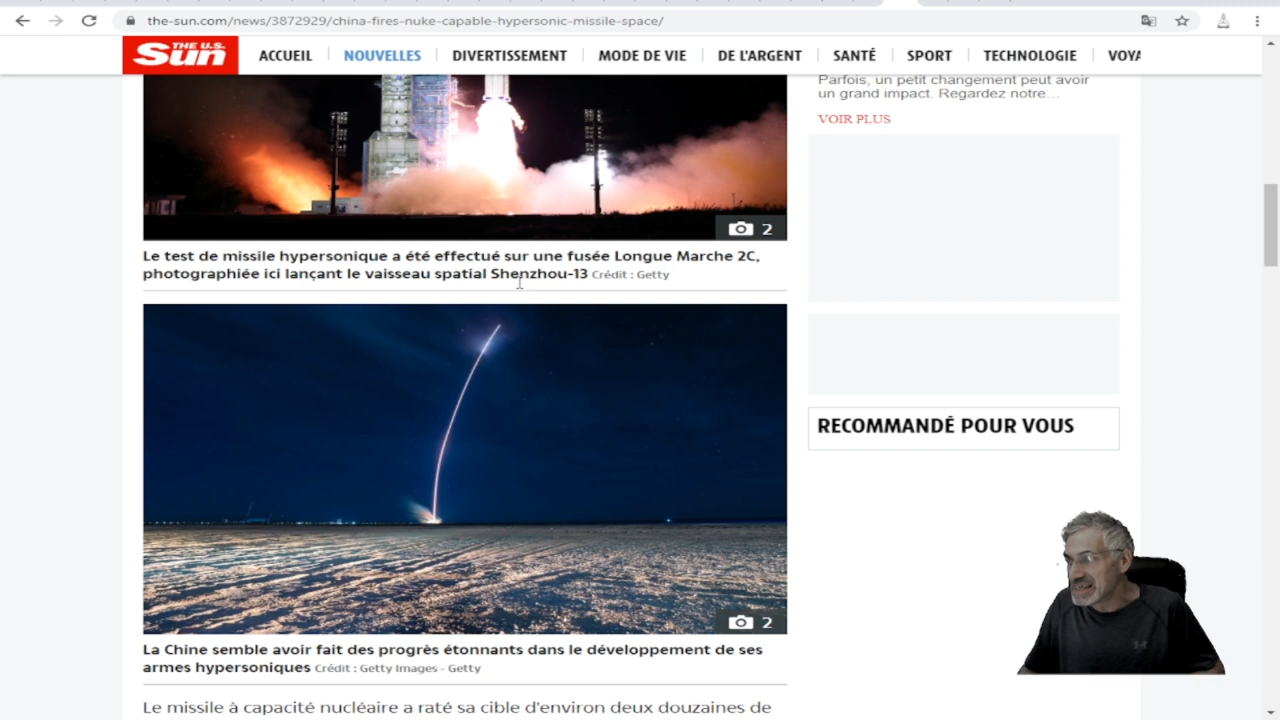 the-sun.com/news/3872929/china-fires-nuke-capable-hypersonic-missile-space/
THE U.S. Sun
ACCUEIL NOUVELLES DIVERTISSEMENT MODE DE VIE DE L'ARGENT SANTÉ SPORT TECHNOLOGIE VOYA
Parfois, un petit changement peut avoir
un grand impact. Regardez notre...
VOIR PLUS
2
Le test de missile hypersonique a été effectué sur une fusée Longue Marche 2C,
photographiée ici lançant le vaisseau spatial Shenzhou-13 Crédit : Getty
RECOMMANDÉ POUR VOUS
2
La Chine semble avoir fait des progrès étonnants dans le développement de ses
armes hypersoniques Crédit : Getty Images - Getty
Le missile à capacité nucléaire a raté sa cible d'environ deux douzaines de